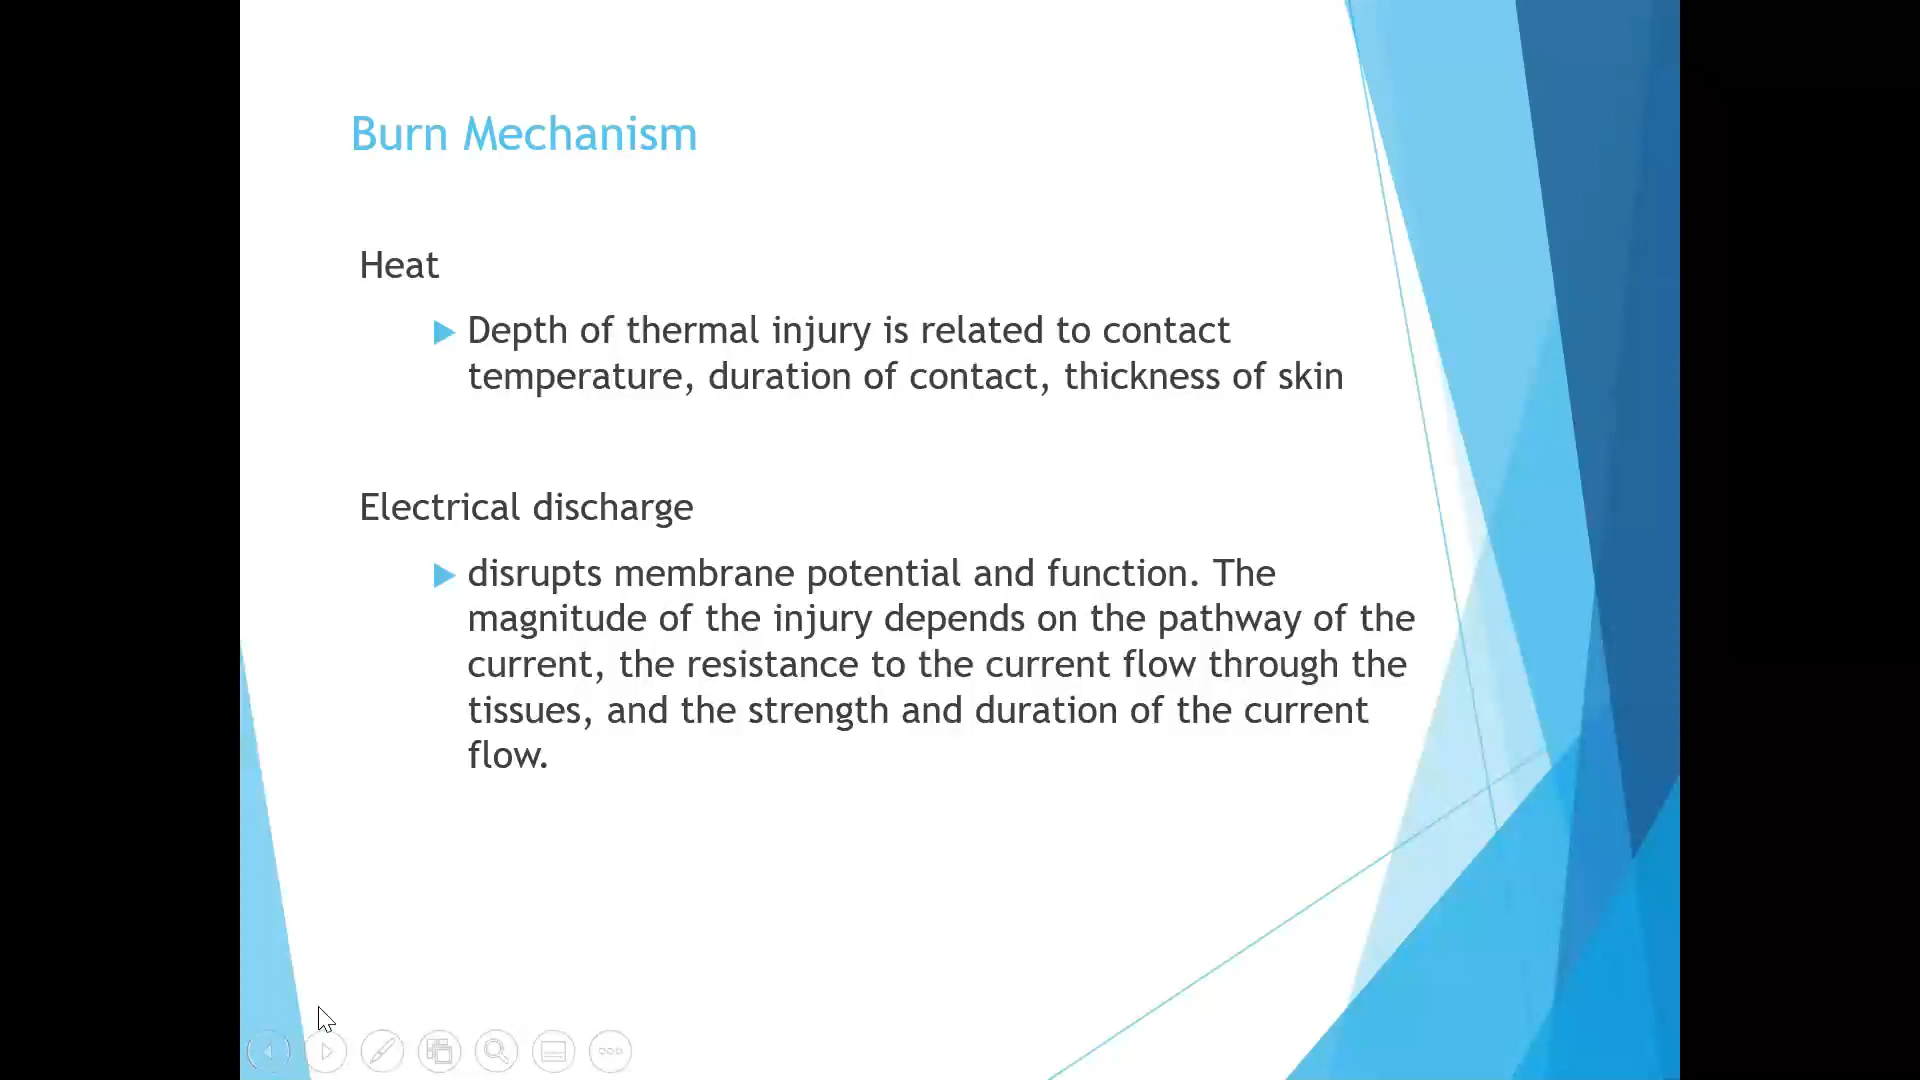 Burn Mechanism
Heat
Depth of thermal injury is related to contact
temperature, duration of contact, thickness of skin
Electrical discharge
disrupts membrane potential and function. The
magnitude of the injury depends on the pathway of the
current, the resistance to the current flow through the
tissues, and the strength and duration of the current
flow.